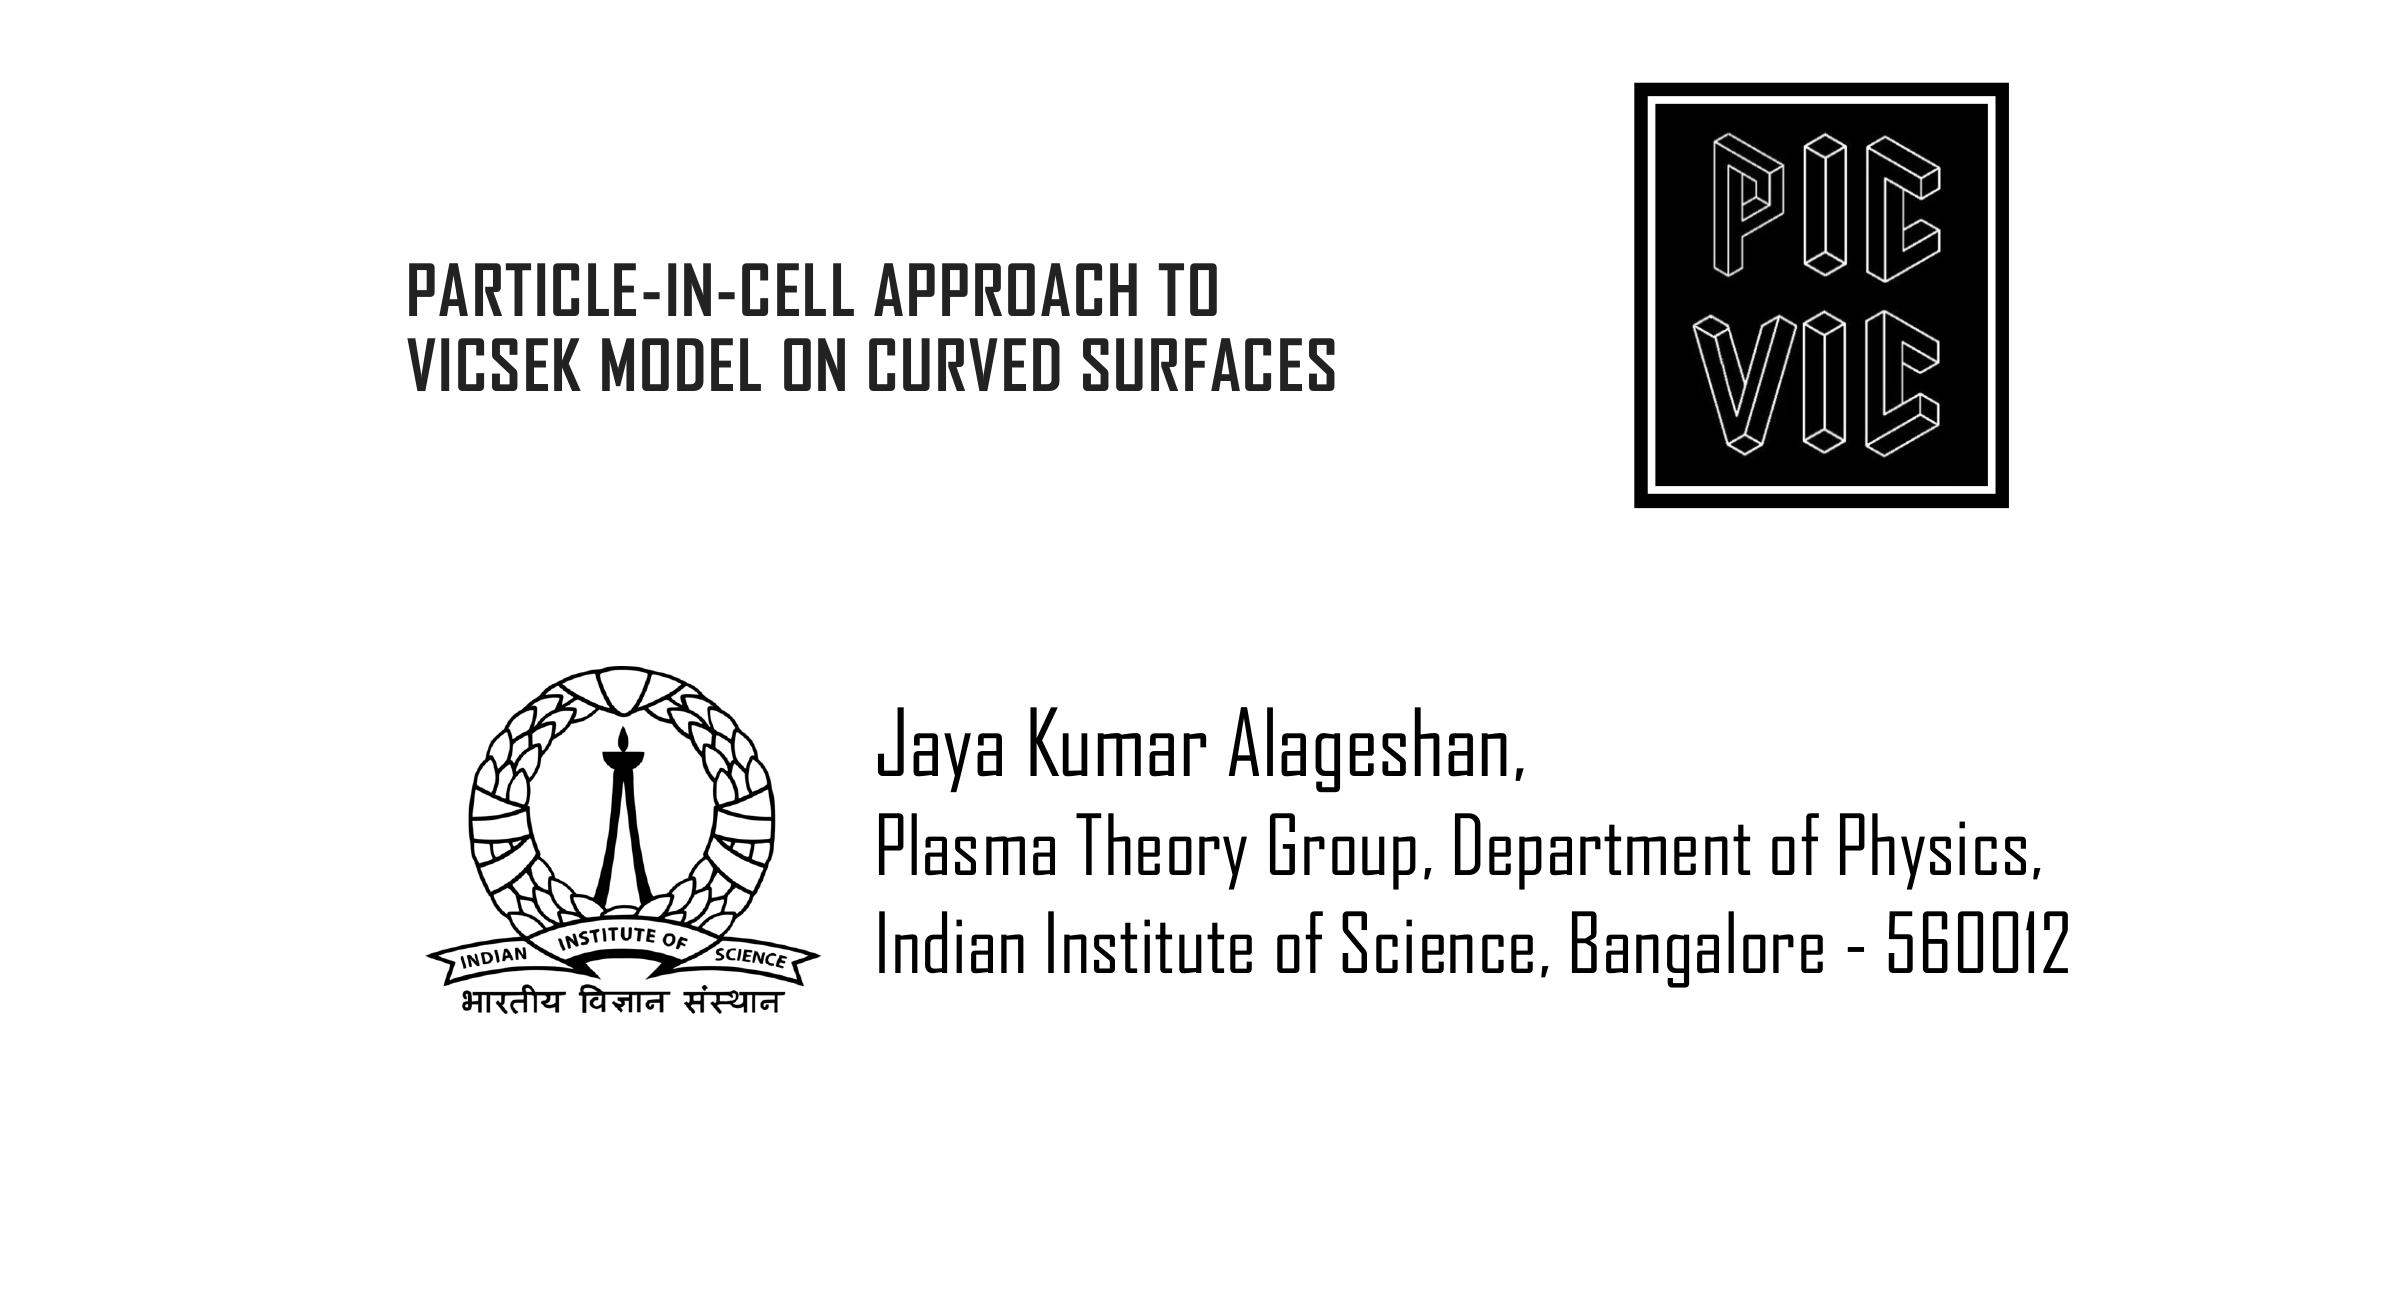 PARTICLE-IN-CELL APPROACH TO
VICSEK MODEL ON CURVED SURFACES
PIC
VIC
Jaya Kumar Alageshan,
Plasma Theory Group, Department of Physics,
Indian Institute of Science, Bangalore - 560012
INDIAN INSTITUTE OF SCIENCE
भारतीय विज्ञान संस्थान